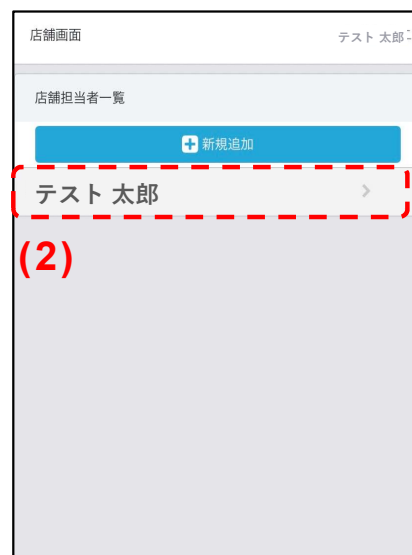 店舗画面
テスト 太郎
店舗担当者一覧
新規追加
テスト 太郎
(2)